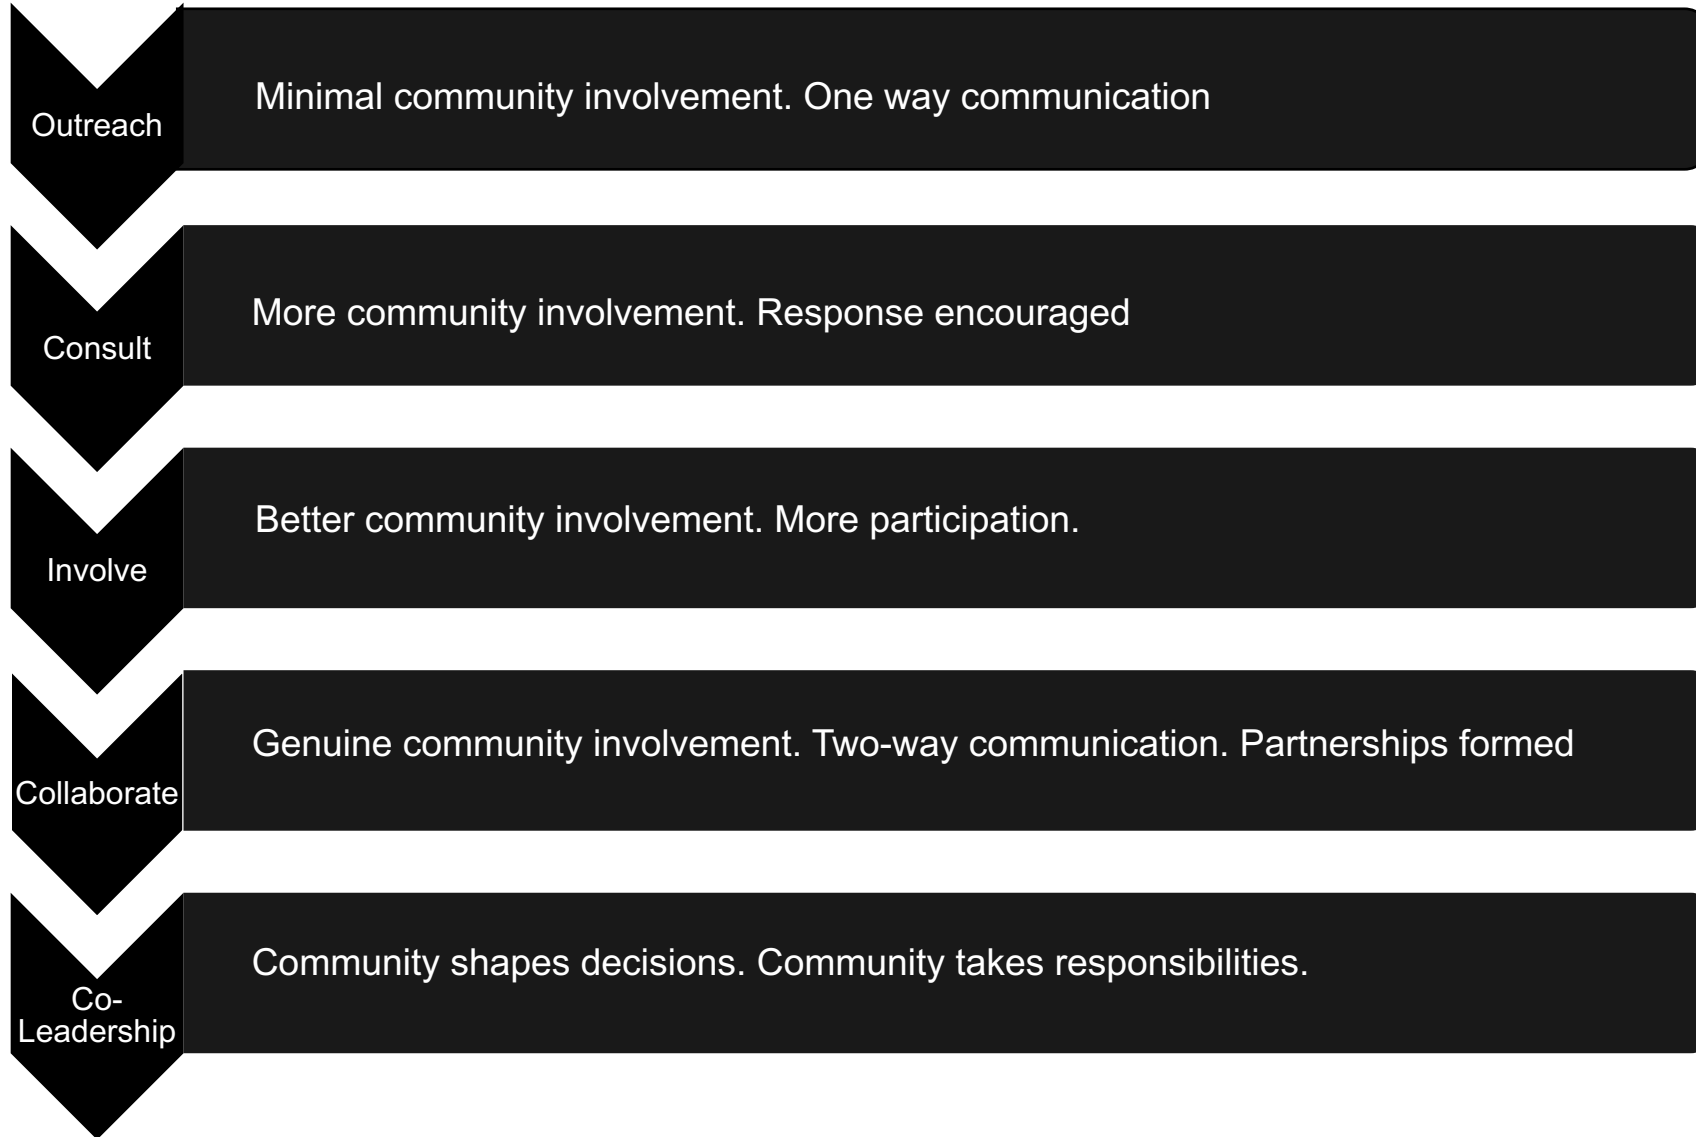 Outreach
Minimal community involvement. One way communication
Consult
More community involvement. Response encouraged
Involve
Better community involvement. More participation.
Collaborate
Genuine community involvement. Two-way communication. Partnerships formed
Co-
Leadership
Community shapes decisions. Community takes responsibilities.